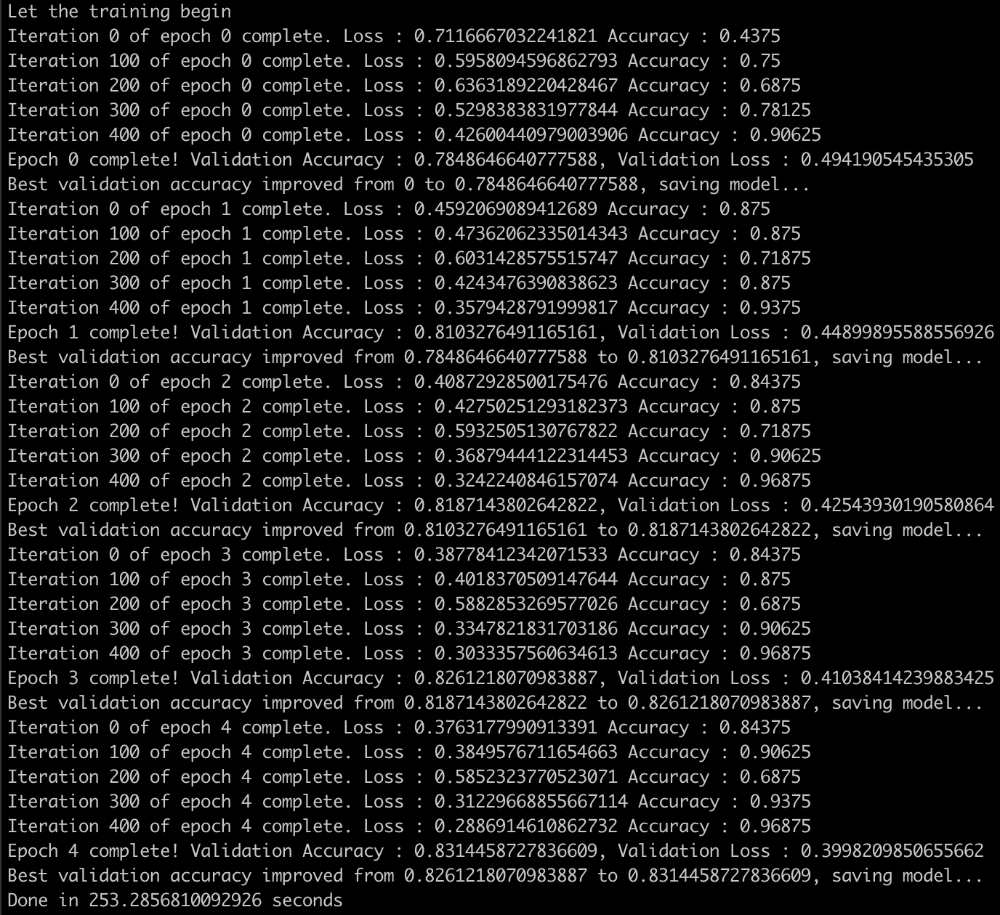 Let the training begin
Iteration 0 of epoch 0 complete. Loss : 0.7116667032241821 Accuracy : 0.4375
Iteration 100 of epoch 0 complete. Loss : 0.5958094596862793 Accuracy : 0.75
Iteration 200 of epoch 0 complete. Loss : 0.6363189220428467 Accuracy : 0.6875
Iteration 300 of epoch 0 complete. Loss : 0.5298383831977844 Accuracy : 0.78125
Iteration 400 of epoch 0 complete. Loss : 0.42600440979003906 Accuracy : 0.90625
Epoch 0 complete! Validation Accuracy : 0.7848646640777588, Validation Loss : 0.494190545435305
Best validation accuracy improved from 0 to 0.7848646640777588, saving model...
Iteration 0 of epoch 1 complete. Loss : 0.4592069089412689 Accuracy : 0.875
Iteration 100 of epoch 1 complete. Loss : 0.47362062335014343 Accuracy : 0.875
Iteration 200 of epoch 1 complete. Loss : 0.6031428575515747 Accuracy : 0.71875
Iteration 300 of epoch 1 complete. Loss : 0.4243476390838623 Accuracy : 0.875
Iteration 400 of epoch 1 complete. Loss : 0.3579428791999817 Accuracy : 0.9375
Epoch 1 complete! Validation Accuracy : 0.8103276491165161, Validation Loss : 0.44899895588556926
Best validation accuracy improved from 0.7848646640777588 to 0.8103276491165161, saving model...
Iteration 0 of epoch 2 complete. Loss : 0.40872928500175476 Accuracy : 0.84375
Iteration 100 of epoch 2 complete. Loss : 0.42750251293182373 Accuracy : 0.875
Iteration 200 of epoch 2 complete. Loss : 0.5932505130767822 Accuracy : 0.71875
Iteration 300 of epoch 2 complete. Loss : 0.36879444122314453 Accuracy : 0.90625
Iteration 400 of epoch 2 complete. Loss : 0.3242240846157074 Accuracy : 0.96875
Epoch 2 complete! Validation Accuracy : 0.8187143802642822, Validation Loss : 0.42543930190580864
Best validation accuracy improved from 0.8103276491165161 to 0.8187143802642822, saving model...
Iteration 0 of epoch 3 complete. Loss : 0.38778412342071533 Accuracy : 0.84375
Iteration 100 of epoch 3 complete. Loss : 0.4018370509147644 Accuracy : 0.875
Iteration 200 of epoch 3 complete. Loss : 0.5882853269577026 Accuracy : 0.6875
Iteration 300 of epoch 3 complete. Loss : 0.3347821831703186 Accuracy : 0.90625
Iteration 400 of epoch 3 complete. Loss : 0.3033357560634613 Accuracy : 0.96875
Epoch 3 complete! Validation Accuracy : 0.8261218070983887, Validation Loss : 0.41038414239883425
Best validation accuracy improved from 0.8187143802642822 to 0.8261218070983887, saving model...
Iteration 0 of epoch 4 complete. Loss : 0.3763177990913391 Accuracy : 0.84375
Iteration 100 of epoch 4 complete. Loss : 0.3849576711654663 Accuracy : 0.90625
Iteration 200 of epoch 4 complete. Loss : 0.5852323770523071 Accuracy : 0.6875
Iteration 300 of epoch 4 complete. Loss : 0.31229668855667114 Accuracy : 0.9375
Iteration 400 of epoch 4 complete. Loss : 0.2886914610862732 Accuracy : 0.96875
Epoch 4 complete! Validation Accuracy : 0.8314458727836609, Validation Loss : 0.3998209850655662
Best validation accuracy improved from 0.8261218070983887 to 0.8314458727836609, saving model...
Done in 253.2856810092926 seconds